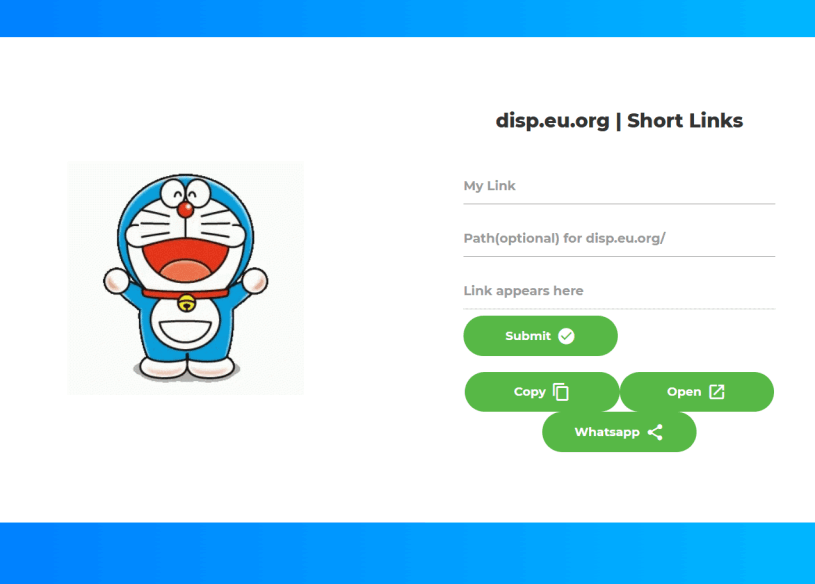 disp.eu.org | Short Links
My Link
Path(optional) for disp.eu.org/
Link appears here
Submit
Copy
Open
Whatsapp